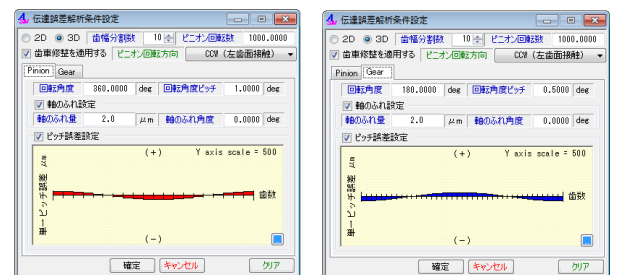 伝達誤差解析条件設定
2D 3D 歯幅分割数 10 ピニオン回転数 1000.0000
歯車修整を適用する ピニオン回転方向 CCW (左歯面接触)
Pinion Gear
回転角度 360.0000 deg 回転角度ピッチ 1.0000 deg
軸のふれ設定
軸のふれ量 2.0 μm 軸のふれ角度 0.0000 deg
ピッチ誤差設定
(+) Y axis scale = 500
単一ピッチ誤差 μm
歯数
(-)
確定 キャンセル クリア
伝達誤差解析条件設定
2D 3D 歯幅分割数 10 ピニオン回転数 1000.0000
歯車修整を適用する ピニオン回転方向 CCW (左歯面接触)
Pinion Gear
回転角度 180.0000 deg 回転角度ピッチ 0.5000 deg
軸のふれ設定
軸のふれ量 2.0 μm 軸のふれ角度 0.0000 deg
ピッチ誤差設定
(+) Y axis scale = 500
単一ピッチ誤差 μm
歯数
(-)
確定 キャンセル クリア